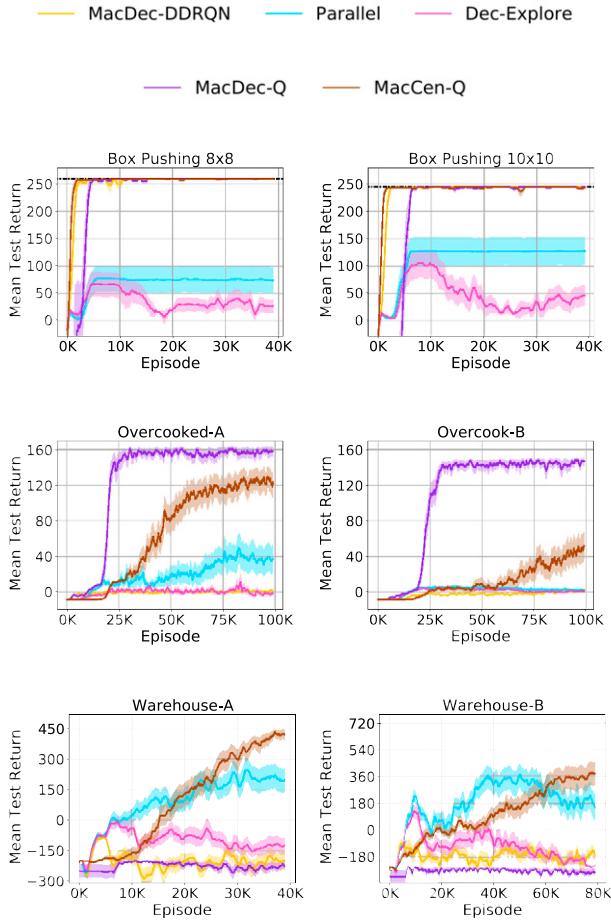 MacDec-DDRQN Parallel Dec-Explore
MacDec-Q MacCen-Q
Box Pushing 8x8
Mean Test Return
250
200
150
100
50
0
0K 10K 20K 30K 40K
Episode
Box Pushing 10x10
Mean Test Return
250
200
150
100
50
0
0K 10K 20K 30K 40K
Episode
Overcooked-A
Mean Test Return
160
120
80
40
0
0K 25K 50K 75K 100K
Episode
Overcook-B
Mean Test Return
160
120
80
40
0
0K 25K 50K 75K 100K
Episode
Warehouse-A
Mean Test Return
450
300
150
0
−150
−300
0K 10K 20K 30K 40K
Episode
Warehouse-B
Mean Test Return
720
540
360
180
0
−180
0K 20K 40K 60K 80K
Episode